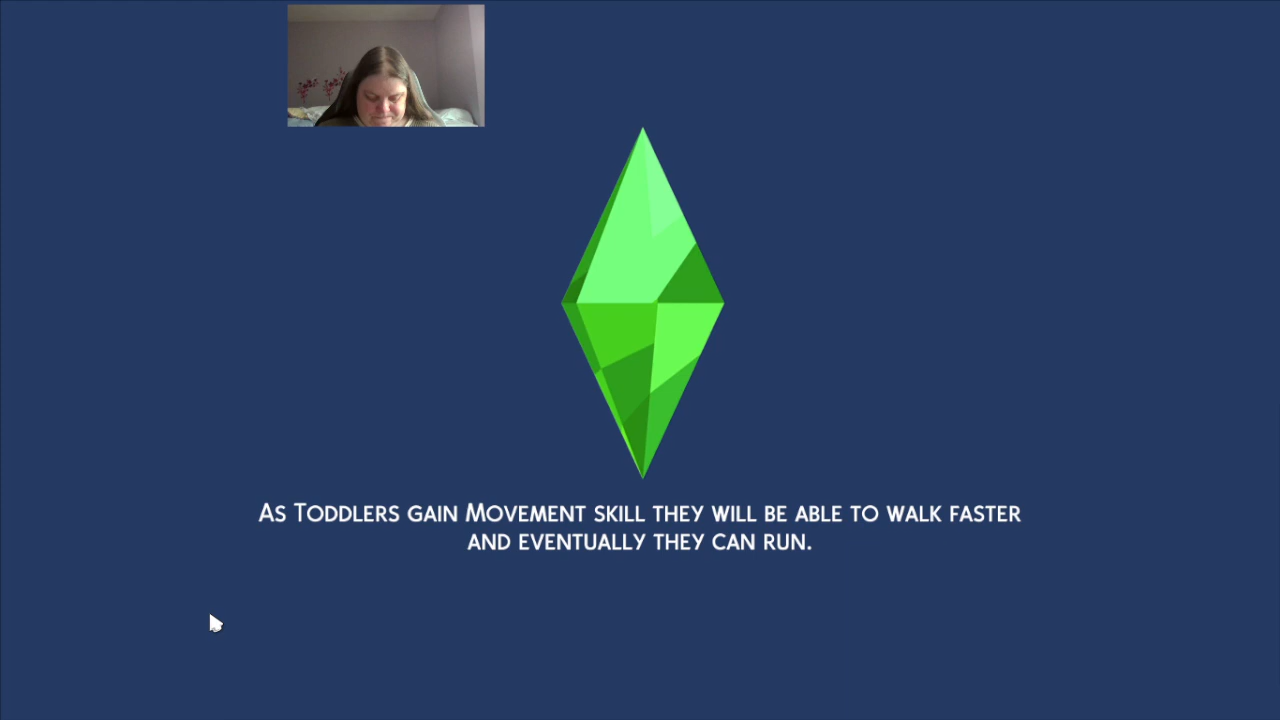 As Toddlers gain Movement skill they will be able to walk faster
and eventually they can run.